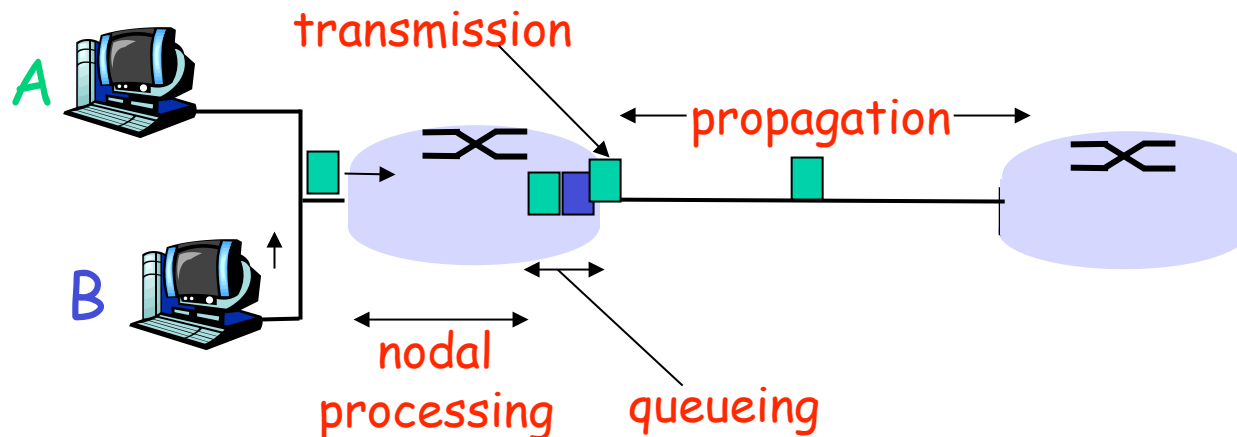 transmission
A
propagation
B
nodal
processing
queueing